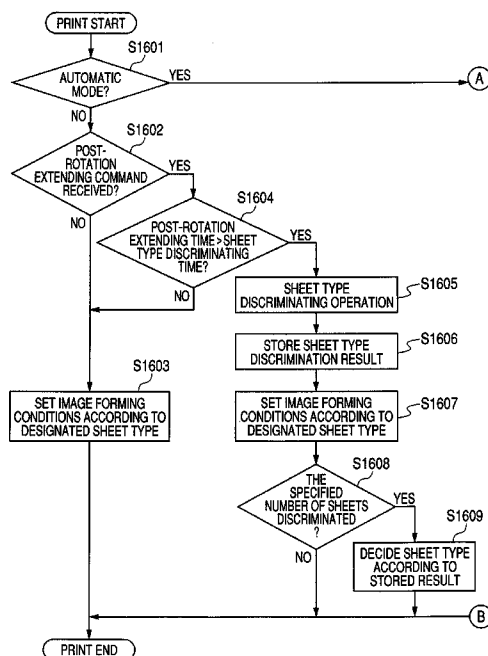 PRINT START
S1601
AUTOMATIC
MODE?
YES
A
NO
S1602
POST-
ROTATION
EXTENDING COMMAND
RECEIVED?
YES
NO
S1604
POST-ROTATION
EXTENDING TIME>SHEET
TYPE DISCRIMINATING
TIME?
YES
NO
SHEET TYPE
DISCRIMINATING OPERATION
S1605
STORE SHEET TYPE
DISCRIMINATION RESULT
S1606
S1603
SET IMAGE FORMING
CONDITIONS ACCORDING TO
DESIGNATED SHEET TYPE
SET IMAGE FORMING
CONDITIONS ACCORDING TO
DESIGNATED SHEET TYPE
S1607
S1608
THE
SPECIFIED
NUMBER OF SHEETS
DISCRIMINATED
?
YES
NO
S1609
DECIDE SHEET TYPE
ACCORDING TO
STORED RESULT
B
PRINT END